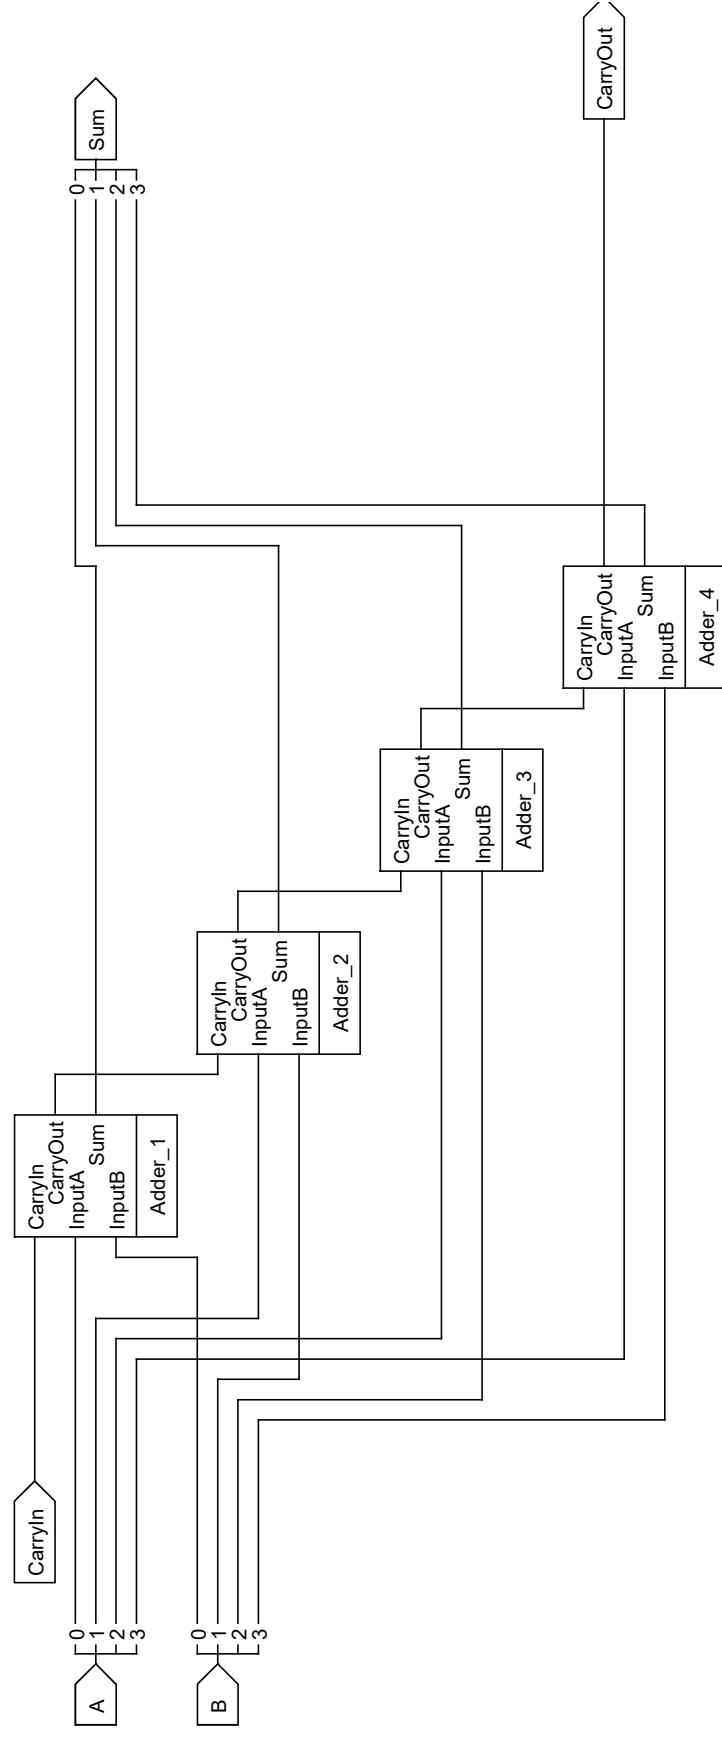 CarryIn
A
0
1
2
3
B
0
1
2
3
CarryIn
CarryOut
InputA
Sum
InputB
Adder_1
CarryIn
CarryOut
InputA
Sum
InputB
Adder_2
CarryIn
CarryOut
InputA
Sum
InputB
Adder_3
CarryIn
CarryOut
InputA
Sum
InputB
Adder_4
0
1
2
3
Sum
CarryOut